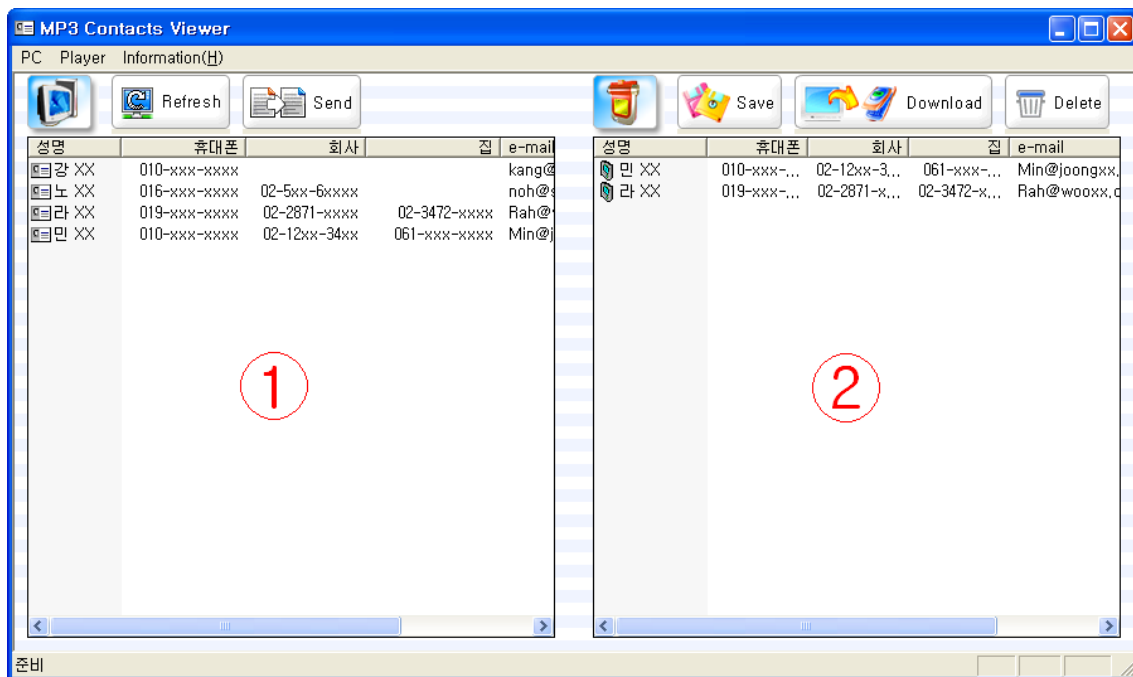 MP3 Contacts Viewer
PC Player Information(H)
Refresh Send
성명 휴대폰 회사 집 e-mail
강 XX 010-xxx-xxxx kang@
노 XX 016-xxx-xxxx 02-5xx-6xxxx noh@s
라 XX 019-xxx-xxxx 02-2871-xxxx 02-3472-xxxx Rah@
민 XX 010-xxx-xxxx 02-12xx-34xx 061-xxx-xxxx Min@j
①
Save Download Delete
성명 휴대폰 회사 집 e-mail
민 XX 010-xxx-... 02-12xx-3... 061-xxx-... Min@joongxx,
라 XX 019-xxx-... 02-2871-x... 02-3472-x... Rah@wooxx,c
②
준비